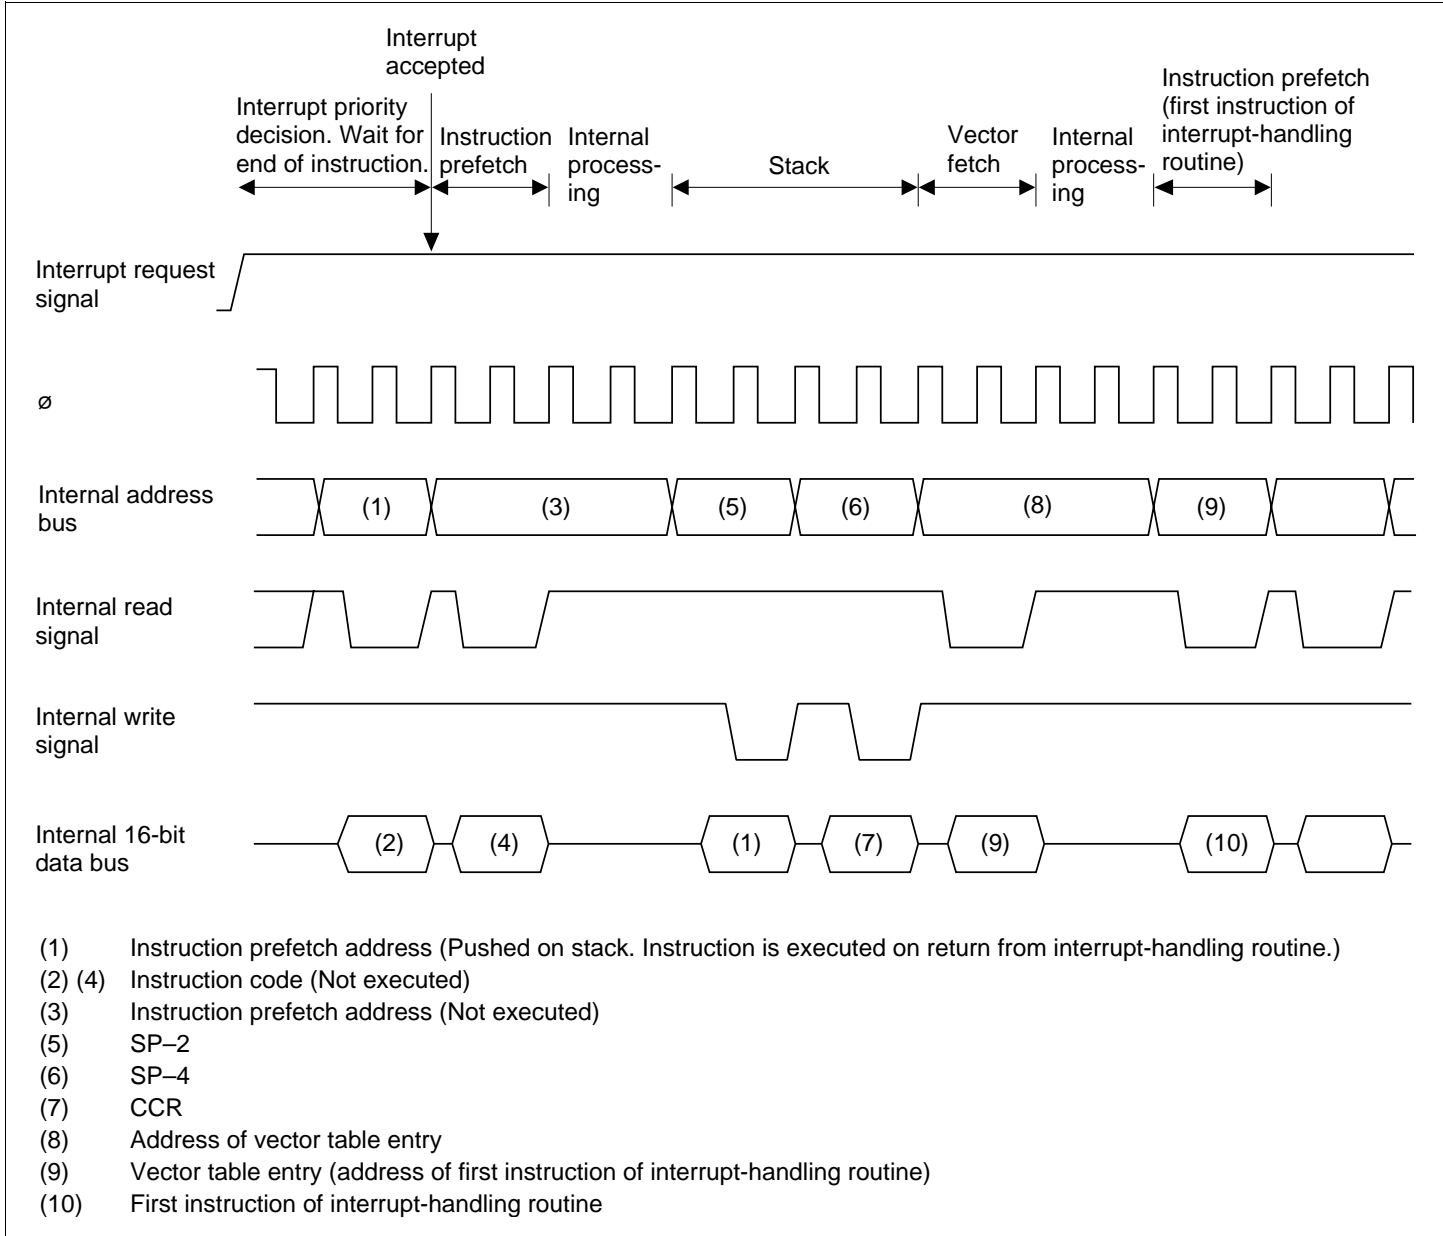 Interrupt
accepted
Interrupt priority
decision. Wait for
end of instruction.
Instruction
prefetch
Internal
process-
ing
Stack
Vector
fetch
Internal
process-
ing
Instruction prefetch
(first instruction of
interrupt-handling
routine)
Interrupt request
signal
ø
Internal address
bus
(1)
(3)
(5)
(6)
(8)
(9)
Internal read
signal
Internal write
signal
Internal 16-bit
data bus
(2)
(4)
(1)
(7)
(9)
(10)
(1) Instruction prefetch address (Pushed on stack. Instruction is executed on return from interrupt-handling routine.)
(2) (4) Instruction code (Not executed)
(3) Instruction prefetch address (Not executed)
(5) SP–2
(6) SP–4
(7) CCR
(8) Address of vector table entry
(9) Vector table entry (address of first instruction of interrupt-handling routine)
(10) First instruction of interrupt-handling routine